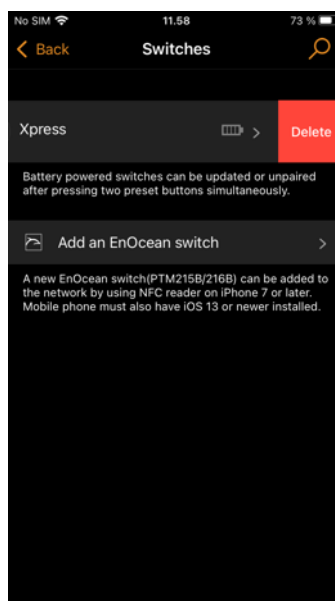 No SIM 11.58 73 %
Back Switches
Xpress Delete
Battery powered switches can be updated or unpaired
after pressing two preset buttons simultaneously.
Add an EnOcean switch
A new EnOcean switch(PTM215B/216B) can be added to
the network by using NFC reader on iPhone 7 or later.
Mobile phone must also have iOS 13 or newer installed.